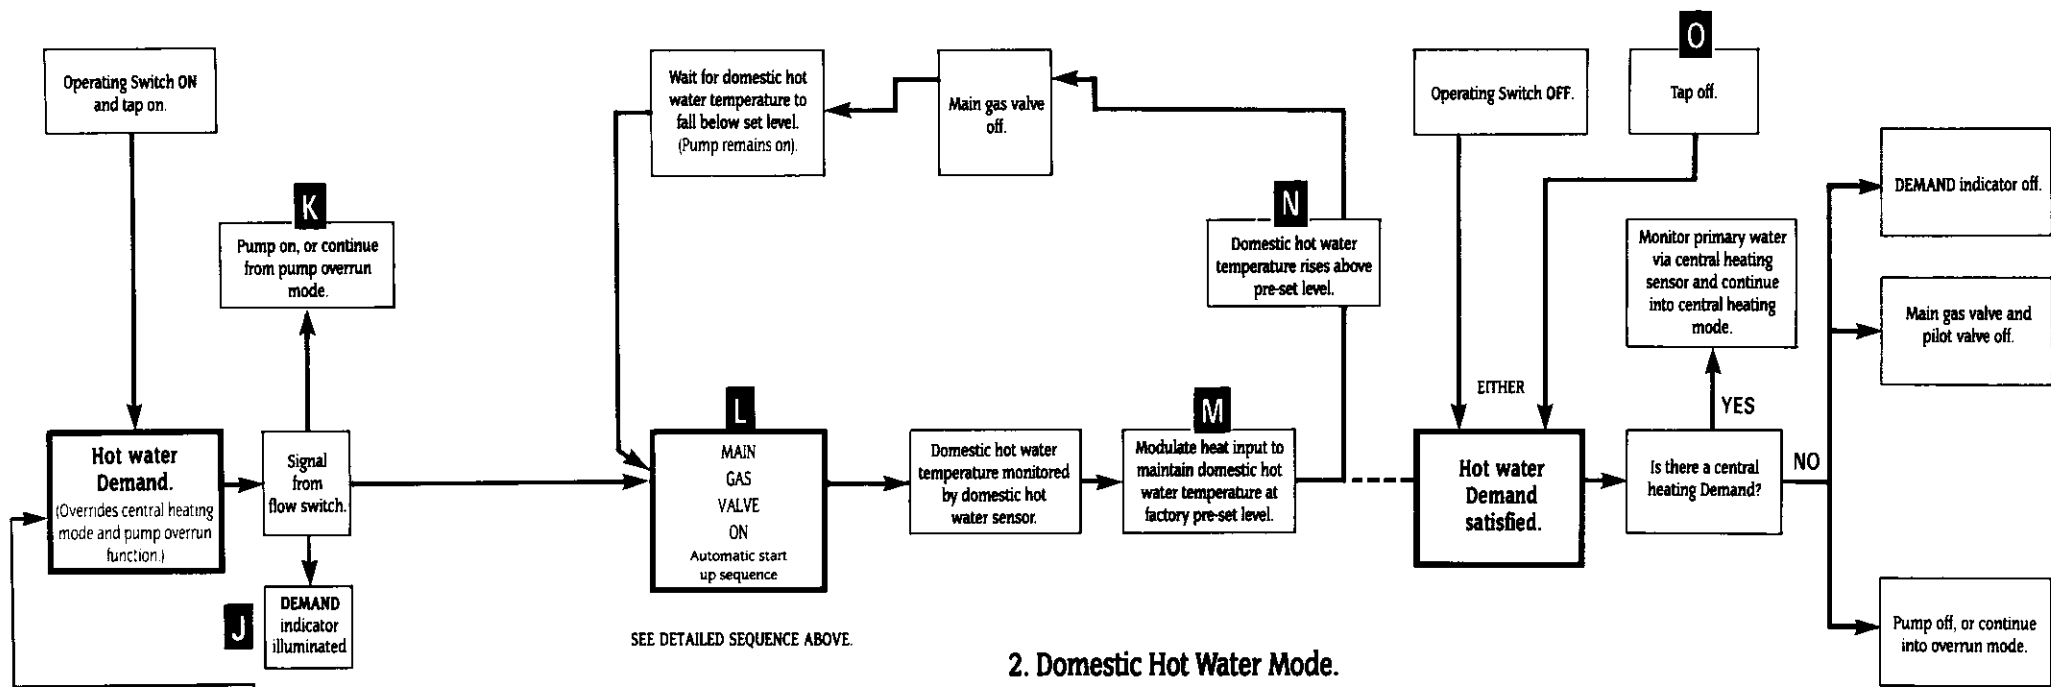 Operating Switch ON
and tap on.
K
Pump on, or continue
from pump overrun
mode.
Hot water
Demand.
(Overrides central heating
mode and pump overrun
function.)
Signal
from
flow switch.
J
DEMAND
indicator
illuminated
Wait for domestic hot
water temperature to
fall below set level.
(Pump remains on).
Main gas valve
off.
N
Domestic hot water
temperature rises above
pre-set level.
L
MAIN
GAS
VALVE
ON
Automatic start
up sequence
SEE DETAILED SEQUENCE ABOVE.
Domestic hot water
temperature monitored
by domestic hot
water sensor.
M
Modulate heat input to
maintain domestic hot
water temperature at
factory pre-set level.
Operating Switch OFF.
O
Tap off.
EITHER
Hot water
Demand
satisfied.
Monitor primary water
via central heating
sensor and continue
into central heating
mode.
YES
Is there a central
heating Demand?
NO
DEMAND indicator off.
Main gas valve and
pilot valve off.
Pump off, or continue
into overrun mode.
2. Domestic Hot Water Mode.